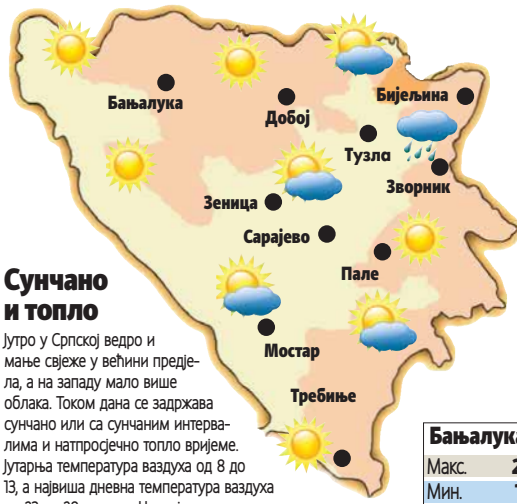 Бањалука
Добој
Бијељина
Тузла
Зворник
Зеница
Сарајево
Пале
Мостар
Требиње
Сунчано
и топло
Јутро у Српској ведро и
мање свјеже у већини предје-
ла, а на западу мало више
облака. Током дана се задржава
сунчано или са сунчаним интерва-
лима и натпросјечно топло вријеме.
Јутарња температура ваздуха од 8 до
13, а највиша дневна температура ваздуха
Бањалука
Макс.
Мин.